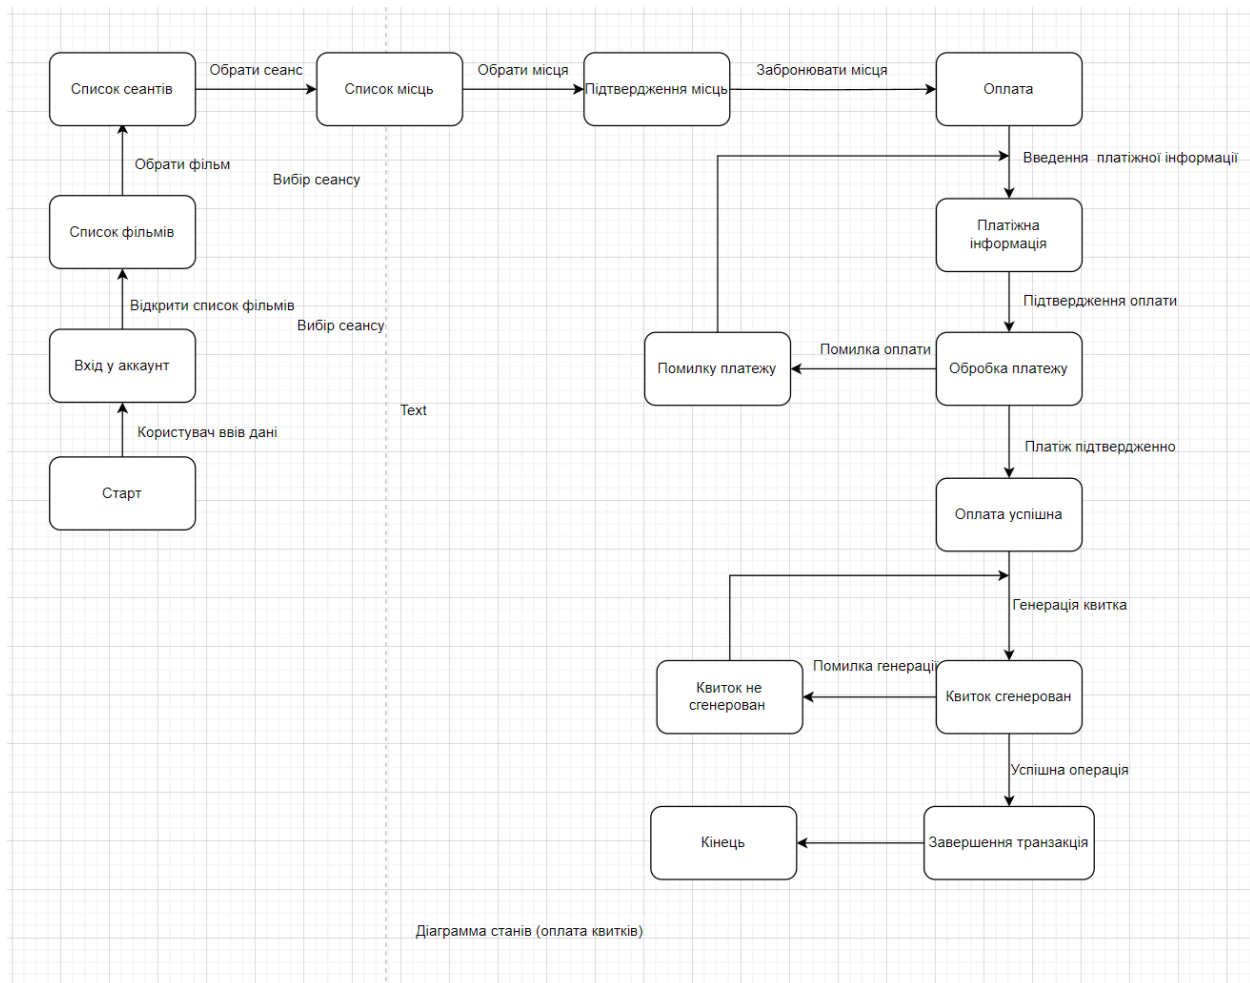 Список сеантів
Обрати сеанс
Список місць
Обрати місця
Підтвердження місць
Забронювати місця
Оплата
Обрати фільм
Вибір сеансу
Введення  платіжної інформації
Список фільмів
Платіжна
інформація
Відкрити список фільмів
Вибір сеансу
Підтвердження оплати
Вхід у аккаунт
Помилку платежу
Помилка оплати
Обробка платежу
Text
Користувач ввів дані
Платіж підтвердженно
Старт
Оплата успішна
Генерація квитка
Помилка генерації
Квиток не
сгенерован
Квиток сгенерован
Успішна операція
Кінець
Завершення транзакція
Діаграмма станів (оплата квитків)